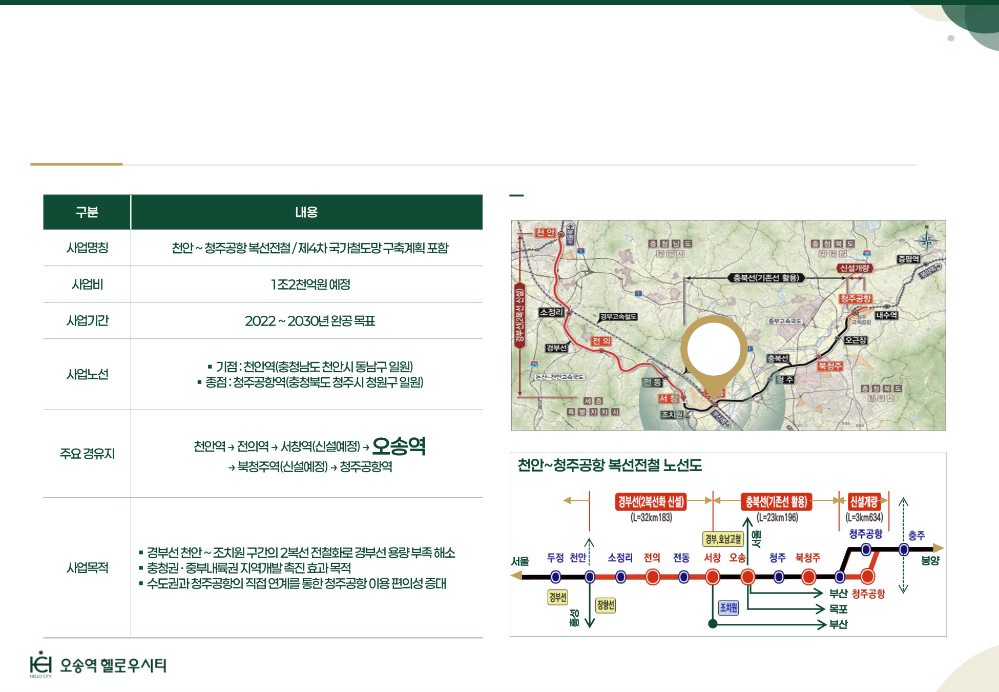 구분
내용
사업명칭
천안 ~ 청주공항 복선전철 / 제4차 국가철도망 구축계획 포함
사업비
1조2천억원 예정
사업기간
2022 ~ 2030년 완공 목표
사업노선
▪ 기점 : 천안역(충청남도 천안시 동남구 일원)
▪ 종점 : 청주공항역(충청북도 청주시 청원구 일원)
주요 경유지
천안역 → 전의역 → 서창역(신설예정) → 오송역
→ 북청주역(신설예정) → 청주공항역
사업목적
▪ 경부선 천안 ~ 조치원 구간의 2복선 전철화로 경부선 용량 부족 해소
▪ 충청권 · 중부내륙권 지역개발 촉진 효과 목적
▪ 수도권과 청주공항의 직접 연계를 통한 청주공항 이용 편의성 증대
천안
서울쪽
충청남도
천안시
충청북도
진천군
N
1
35
증평역
봉양쪽
신설개량
충북선(기존선 활용)
경부선(2복선 신설)
1
청주공항
소정리
경부고속철도
중부고속국도
청주
국제공항
내수역
전의
경부선
오근장
1
25
충북선
북청주
논산~천안고속국도
전동
청주
충청북도
청주시
서창
세종
특별자치시
조치원
부산쪽
천안~청주공항 복선전철 노선도
경부선(2복선화 신설)
충북선(기존선 활용)
신설개량
(L=32km183)
(L=23km196)
(L=3km634)
경부,호남고철
서울
청주공항
충주
서울
두정
천안
소정리
전의
전동
서창
오송
청주
북청주
봉양
경부선
장항선
홍성
조치원
부산
청주공항
목포
부산
HELLO CITY
오송역 헬로우시티